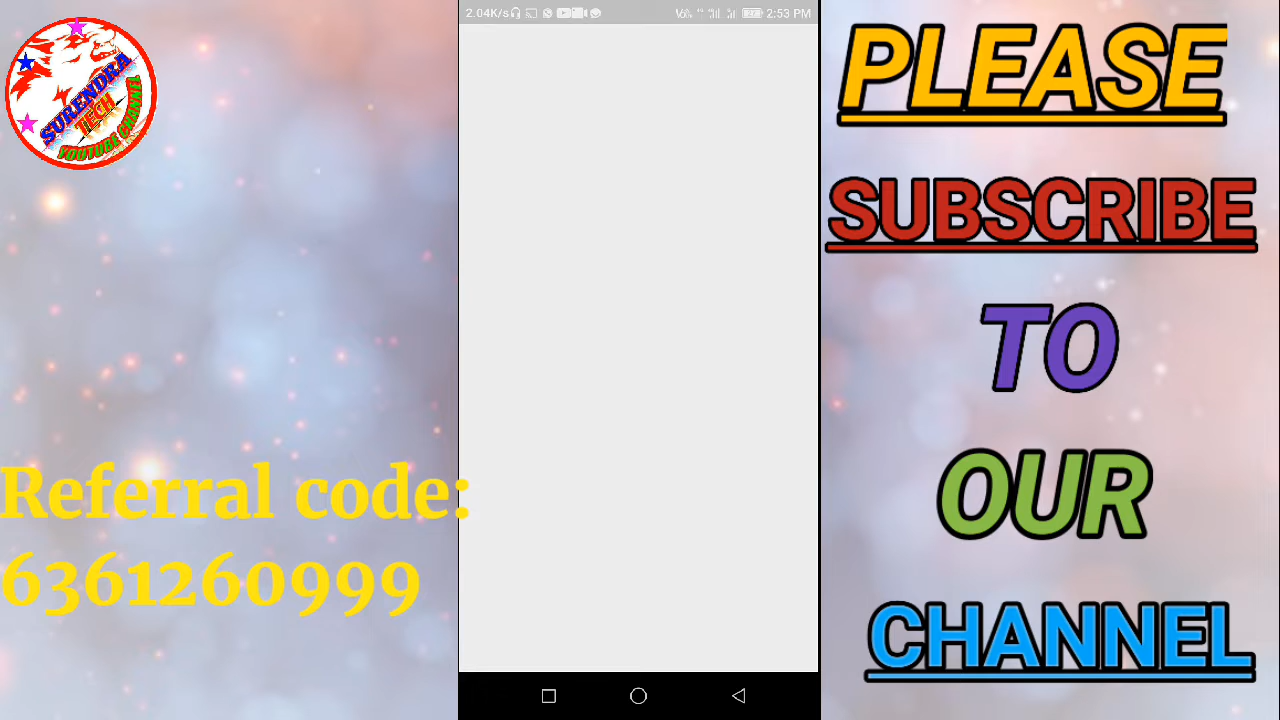 SURENDRA
TECH
YOUTUBE CHANNEL
Referral code:
6361260999
2.04K/s
2:53 PM
PLEASE
SUBSCRIBE
TO
OUR
CHANNEL